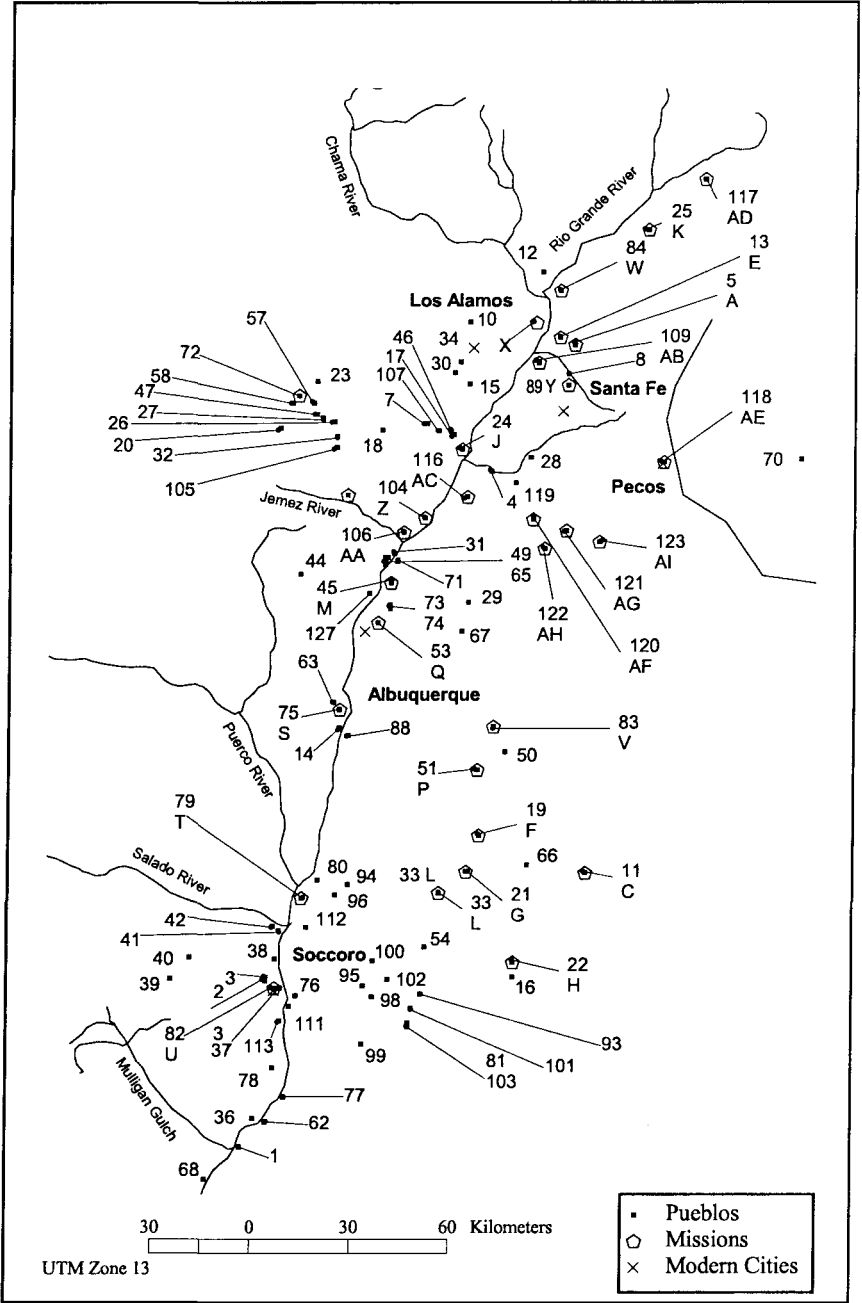 Chama River
Rio Grande River
117
AD
25
K
13
E
84
W
12
5
A
Los Alamos
57
10
109
AB
46
34
72
17
8
58
23
30
107
89 Y
Santa Fe
47
15
118
AE
27
7
24
J
26
20
18
28
70
32
116
AC
Pecos
105
4
119
Jemez River
104
Z
106
AA
31
123
AI
44
49
65
121
AG
45
M
71
122
AH
73
74
29
127
120
AF
53
Q
67
63
Albuquerque
75
S
83
V
14
88
50
Puerco River
51
P
79
T
19
F
66
Salado River
80
94
33 L
11
C
96
33
L
21
G
42
112
41
54
38
Soccoro
100
40
22
H
3
95
102
39
76
16
2
98
82
U
3
37
111
113
93
99
81
101
103
78
Mulligan Gulch
77
36
62
1
68
30
0
30
60
Kilometers
UTM Zone 13
Pueblos
Missions
Modern Cities